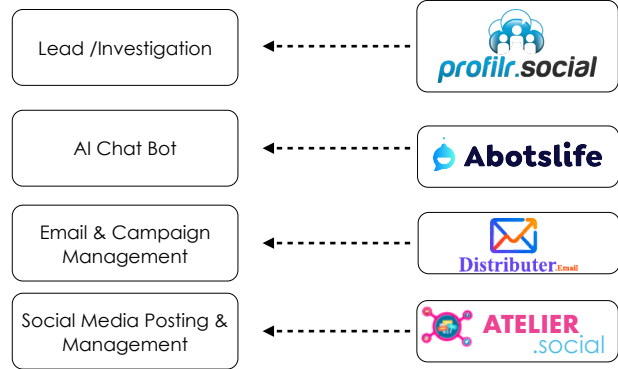 Lead /Investigation
profilr.social
AI Chat Bot
Abotslife
Email & Campaign
Management
Distributer.Email
Social Media Posting &
Management
ATELIER
.social